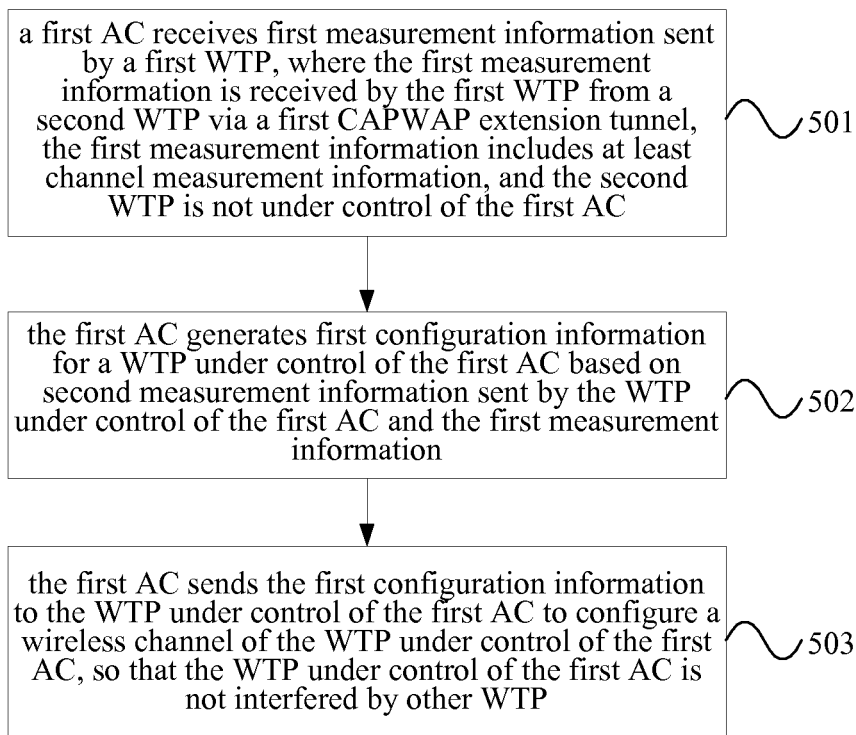 a first AC receives first measurement information sent
by a first WTP, where the first measurement
information is received by the first WTP from a
second WTP via a first CAPWAP extension tunnel,
the first measurement information includes at least
channel measurement information, and the second
WTP is not under control of the first AC
501
the first AC generates first configuration information
for a WTP under control of the first AC based on
second measurement information sent by the WTP
under control of the first AC and the first measurement
information
502
the first AC sends the first configuration information
to the WTP under control of the first AC to configure a
wireless channel of the WTP under control of the first
AC, so that the WTP under control of the first AC is
not interfered by other WTP
503